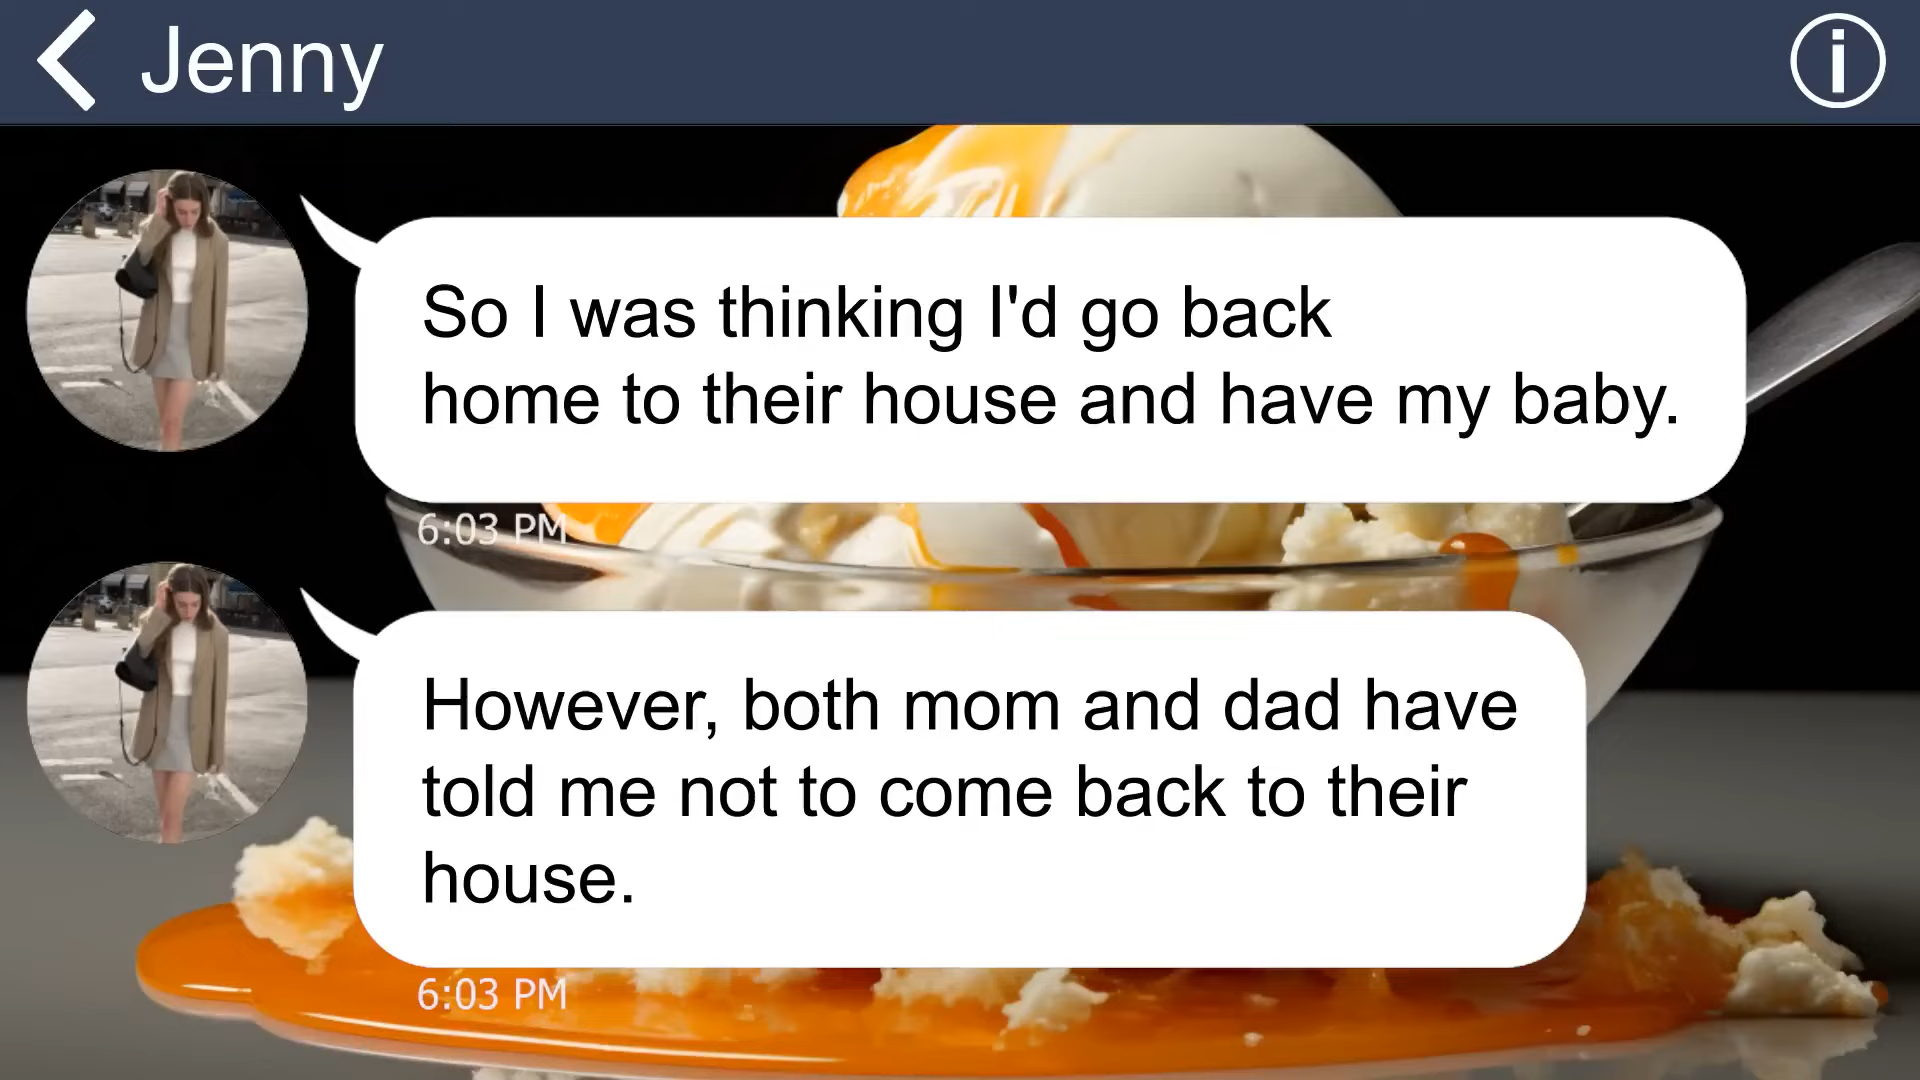 Jenny
So I was thinking I'd go back
home to their house and have my baby.
6:03 PM
However, both mom and dad have
told me not to come back to their
house.
6:03 PM